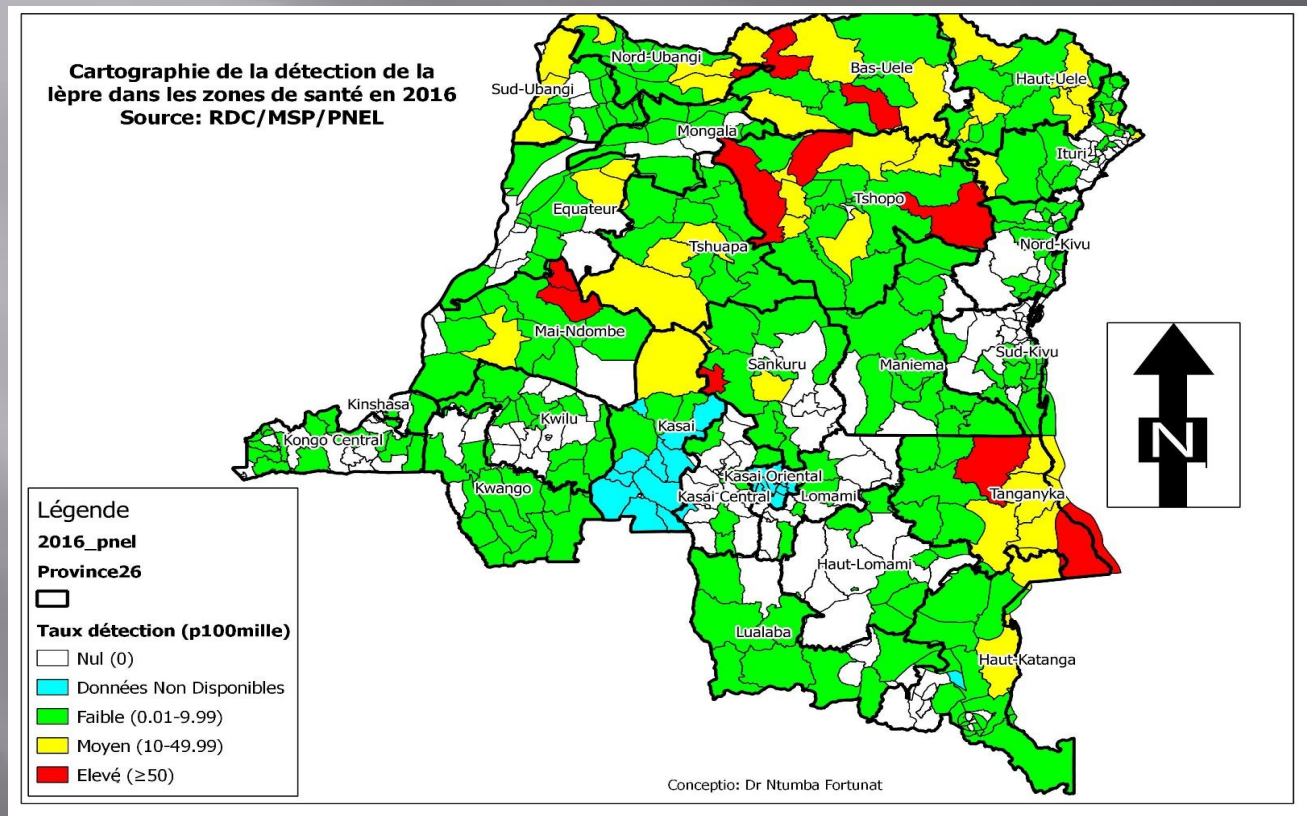 Cartographie de la détection de la
lèpre dans les zones de santé en 2016
Source: RDC/MSP/PNEL
Nord-Ubangi
Bas-Uele
Haut-Uele
Sud-Ubangi
Mongala
Ituri
Equateur
Tshopo
Tshuapa
Nord-Kivu
Mai-Ndombe
Sankuru
Maniema
Sud-Kivu
Kinshasa
Kwilu
Kasai
Kongo Central
Kasai Oriental
Kwango
Kasai Central
Lomami
Tanganyka
Haut-Lomami
Lualaba
Haut-Katanga
N
Légende
2016_pnel
Province26
Taux détection (p100mille)
Nul (0)
Données Non Disponibles
Faible (0.01-9.99)
Moyen (10-49.99)
Elevé (≥50)
Conceptio: Dr Ntumba Fortunat